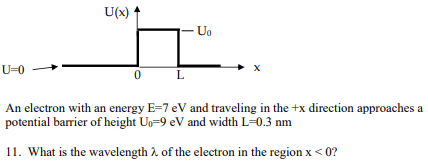 U(x)
U₀
U=0
x
0 L
An electron with an energy E=7 eV and traveling in the +x direction approaches a
potential barrier of height U₀=9 eV and width L=0.3 nm
11. What is the wavelength λ of the electron in the region x < 0?